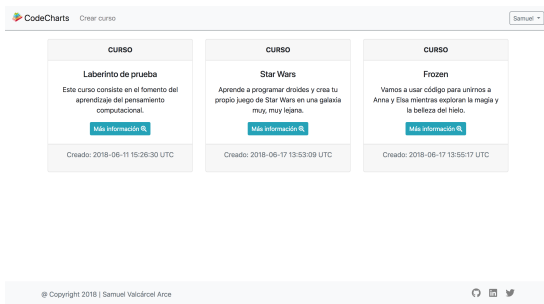 CodeCharts Crear curso Samuel
CURSO
Laberinto de prueba
Este curso consiste en el fomento del
aprendizaje del pensamiento
computacional.
Más información
Creado: 2018-06-11 15:26:30 UTC
CURSO
Star Wars
Aprende a programar droides y crea tu
propio juego de Star Wars en una galaxia
muy, muy lejana.
Más información
Creado: 2018-06-17 13:53:09 UTC
CURSO
Frozen
Vamos a usar código para unirnos a
Anna y Elsa mientras exploran la magia y
la belleza del hielo.
Más información
Creado: 2018-06-17 13:55:17 UTC
@ Copyright 2018 | Samuel Valcárcel Arce